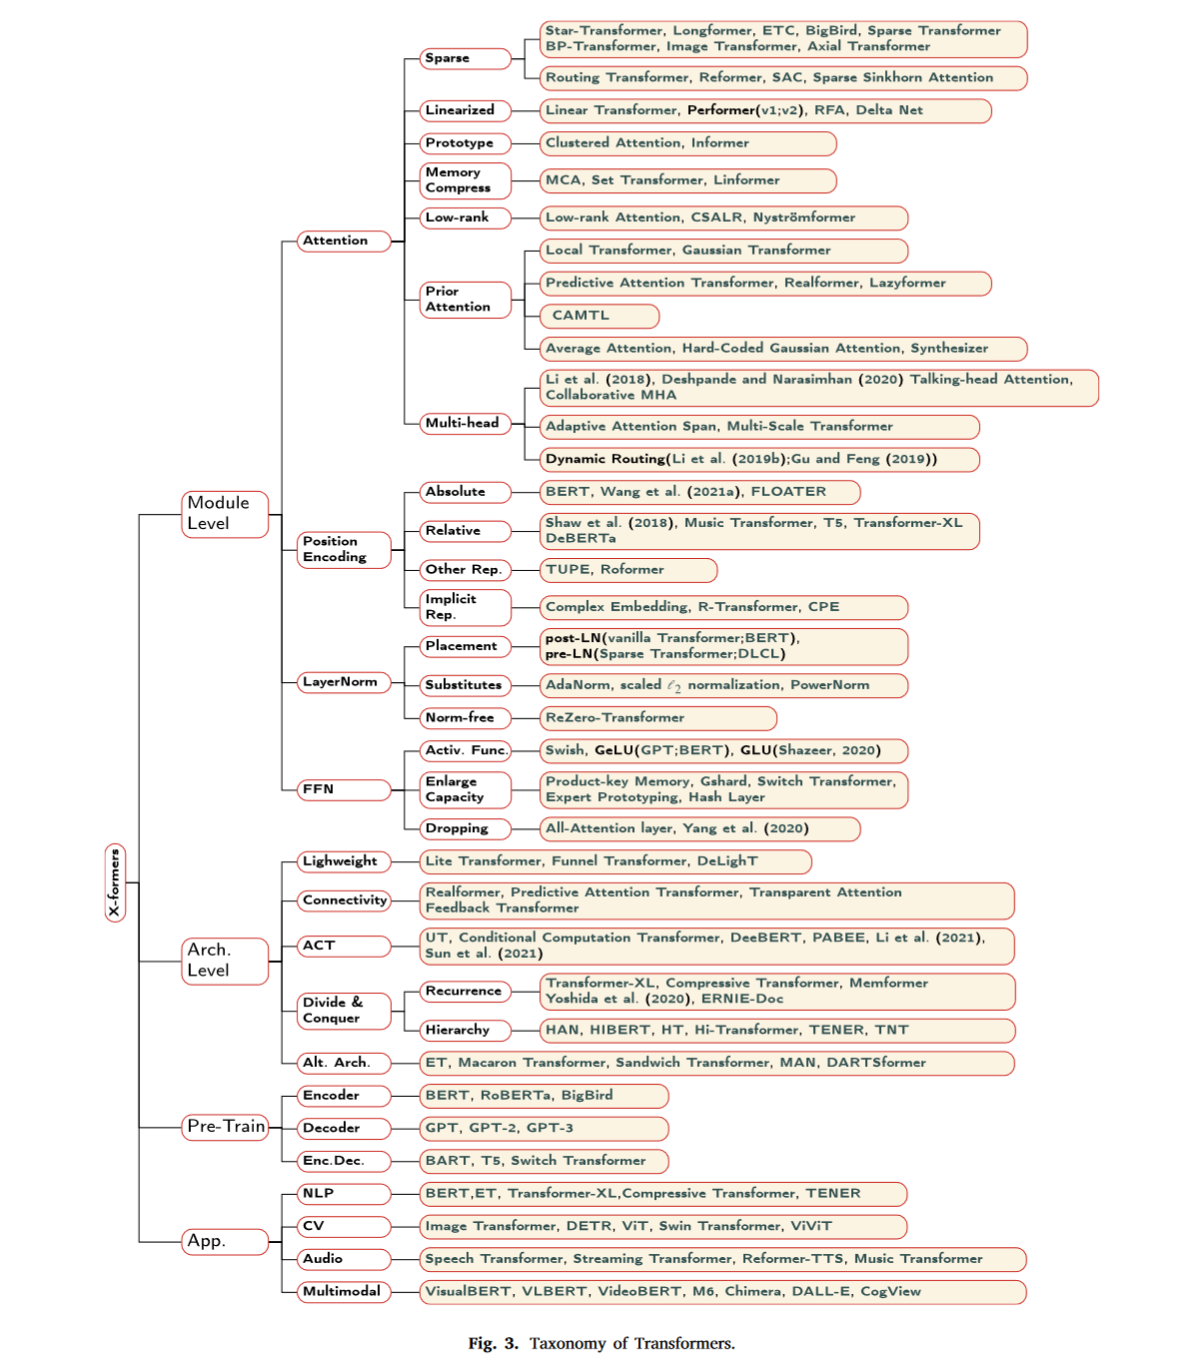 Star-Transformer, Longformer, ETC, BigBird, Sparse Transformer
BP-Transformer, Image Transformer, Axial Transformer
Sparse
Routing Transformer, Reformer, SAC, Sparse Sinkhorn Attention
Linearized
Linear Transformer, Performer(v1;v2), RFA, Delta Net
Prototype
Clustered Attention, Informer
Memory
Compress
MCA, Set Transformer, Linformer
Low-rank
Low-rank Attention, CSALR, Nyströmformer
Attention
Local Transformer, Gaussian Transformer
Predictive Attention Transformer, Realformer, Lazyformer
Prior
Attention
CAMTL
Average Attention, Hard-Coded Gaussian Attention, Synthesizer
Li et al. (2018), Deshpande and Narasimhan (2020) Talking-head Attention,
Collaborative MHA
Multi-head
Adaptive Attention Span, Multi-Scale Transformer
Dynamic Routing(Li et al. (2019b);Gu and Feng (2019))
Module
Level
Absolute
BERT, Wang et al. (2021a), FLOATER
Relative
Shaw et al. (2018), Music Transformer, T5, Transformer-XL
DeBERTa
Position
Encoding
Other Rep.
TUPE, Roformer
Implicit
Rep.
Complex Embedding, R-Transformer, CPE
Placement
post-LN(vanilla Transformer;BERT),
pre-LN(Sparse Transformer;DLCL)
LayerNorm
Substitutes
AdaNorm, scaled ℓ2 normalization, PowerNorm
Norm-free
ReZero-Transformer
Activ. Func.
Swish, GeLU(GPT;BERT), GLU(Shazeer, 2020)
FFN
Enlarge
Capacity
Product-key Memory, Gshard, Switch Transformer,
Expert Prototyping, Hash Layer
Dropping
All-Attention layer, Yang et al. (2020)
X-formers
Lighweight
Lite Transformer, Funnel Transformer, DeLighT
Connectivity
Realformer, Predictive Attention Transformer, Transparent Attention
Feedback Transformer
Arch.
Level
ACT
UT, Conditional Computation Transformer, DeeBERT, PABEE, Li et al. (2021),
Sun et al. (2021)
Divide &
Conquer
Recurrence
Transformer-XL, Compressive Transformer, Memformer
Yoshida et al. (2020), ERNIE-Doc
Hierarchy
HAN, HIBERT, HT, Hi-Transformer, TENER, TNT
Alt. Arch.
ET, Macaron Transformer, Sandwich Transformer, MAN, DARTSformer
Pre-Train
Encoder
BERT, RoBERTa, BigBird
Decoder
GPT, GPT-2, GPT-3
Enc.Dec.
BART, T5, Switch Transformer
App.
NLP
BERT,ET, Transformer-XL,Compressive Transformer, TENER
CV
Image Transformer, DETR, ViT, Swin Transformer, ViViT
Audio
Speech Transformer, Streaming Transformer, Reformer-TTS, Music Transformer
Multimodal
VisualBERT, VLBERT, VideoBERT, M6, Chimera, DALL-E, CogView
Fig. 3. Taxonomy of Transformers.